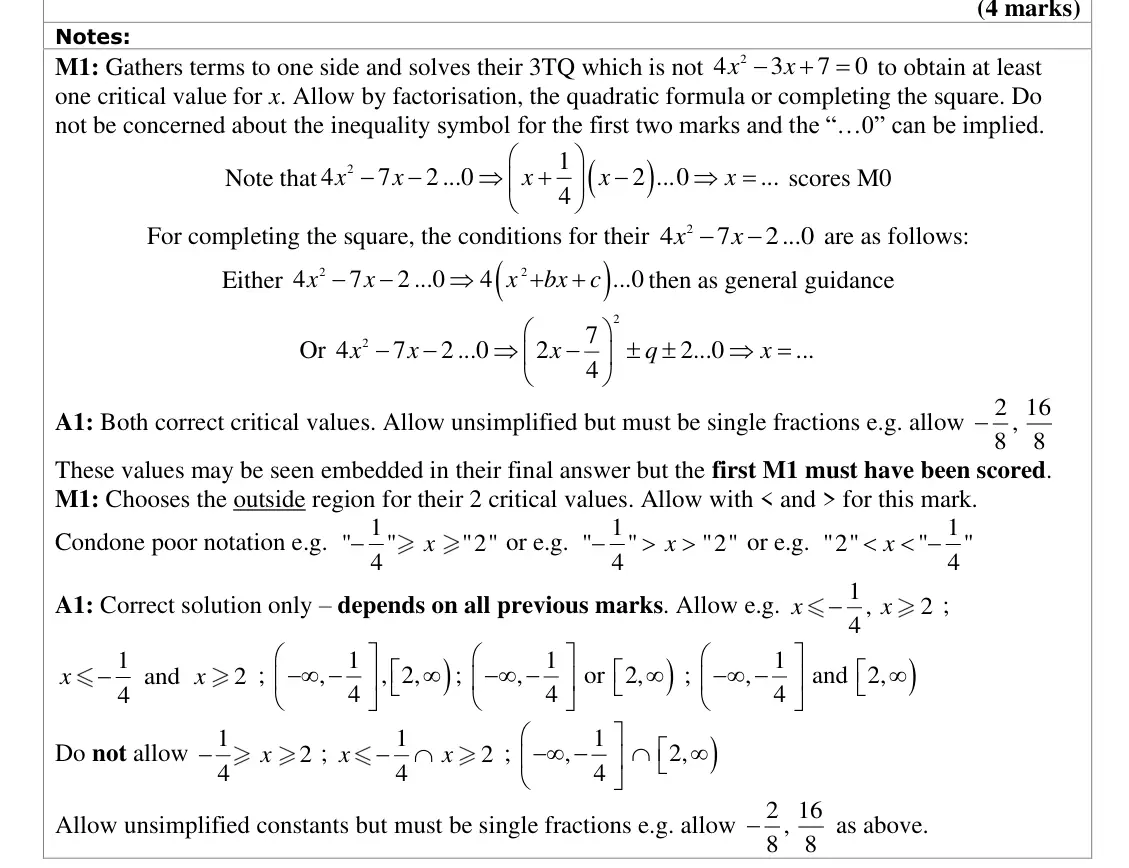 (4 marks)
Notes:
M1: Gathers terms to one side and solves their 3TQ which is not 4x² − 3x + 7 = 0 to obtain at least
one critical value for x. Allow by factorisation, the quadratic formula or completing the square. Do
not be concerned about the inequality symbol for the first two marks and the “…0” can be implied.
Note that 4x² − 7x − 2 ...0 ⇒ (x + 1/4)(x − 2)...0 ⇒ x = ... scores M0
For completing the square, the conditions for their 4x² − 7x − 2 ...0 are as follows:
Either 4x² − 7x − 2 ...0 ⇒ 4(x² + bx + c)...0 then as general guidance
Or 4x² − 7x − 2 ...0 ⇒ (2x − 7/4)² ± q ± 2...0 ⇒ x = ...
A1: Both correct critical values. Allow unsimplified but must be single fractions e.g. allow −2/8, 16/8
These values may be seen embedded in their final answer but the first M1 must have been scored.
M1: Chooses the outside region for their 2 critical values. Allow with < and > for this mark.
Condone poor notation e.g. "−1/4" ⩾ x ⩾ "2" or e.g. "−1/4" > x > "2" or e.g. "2" < x < "−1/4"
A1: Correct solution only – depends on all previous marks. Allow e.g. x ⩽ −1/4, x ⩾ 2 ;
x ⩽ −1/4 and x ⩾ 2 ; (−∞, −1/4], [2, ∞) ; (−∞, −1/4] or [2, ∞) ; (−∞, −1/4] and [2, ∞)
Do not allow −1/4 ⩾ x ⩾ 2 ; x ⩽ −1/4 ∩ x ⩾ 2 ; (−∞, −1/4] ∩ [2, ∞)
Allow unsimplified constants but must be single fractions e.g. allow −2/8, 16/8 as above.